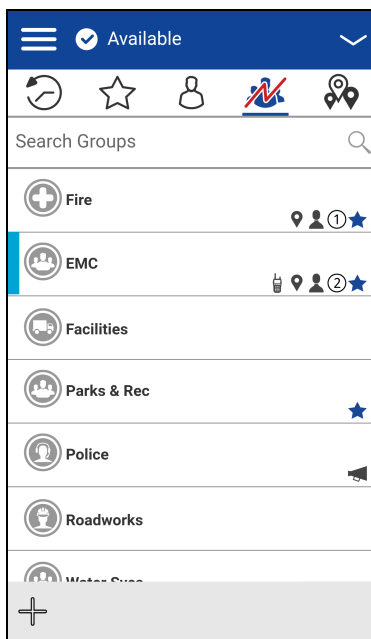 Available
Search Groups
Fire
1
EMC
2
Facilities
Parks & Rec
Police
Roadworks